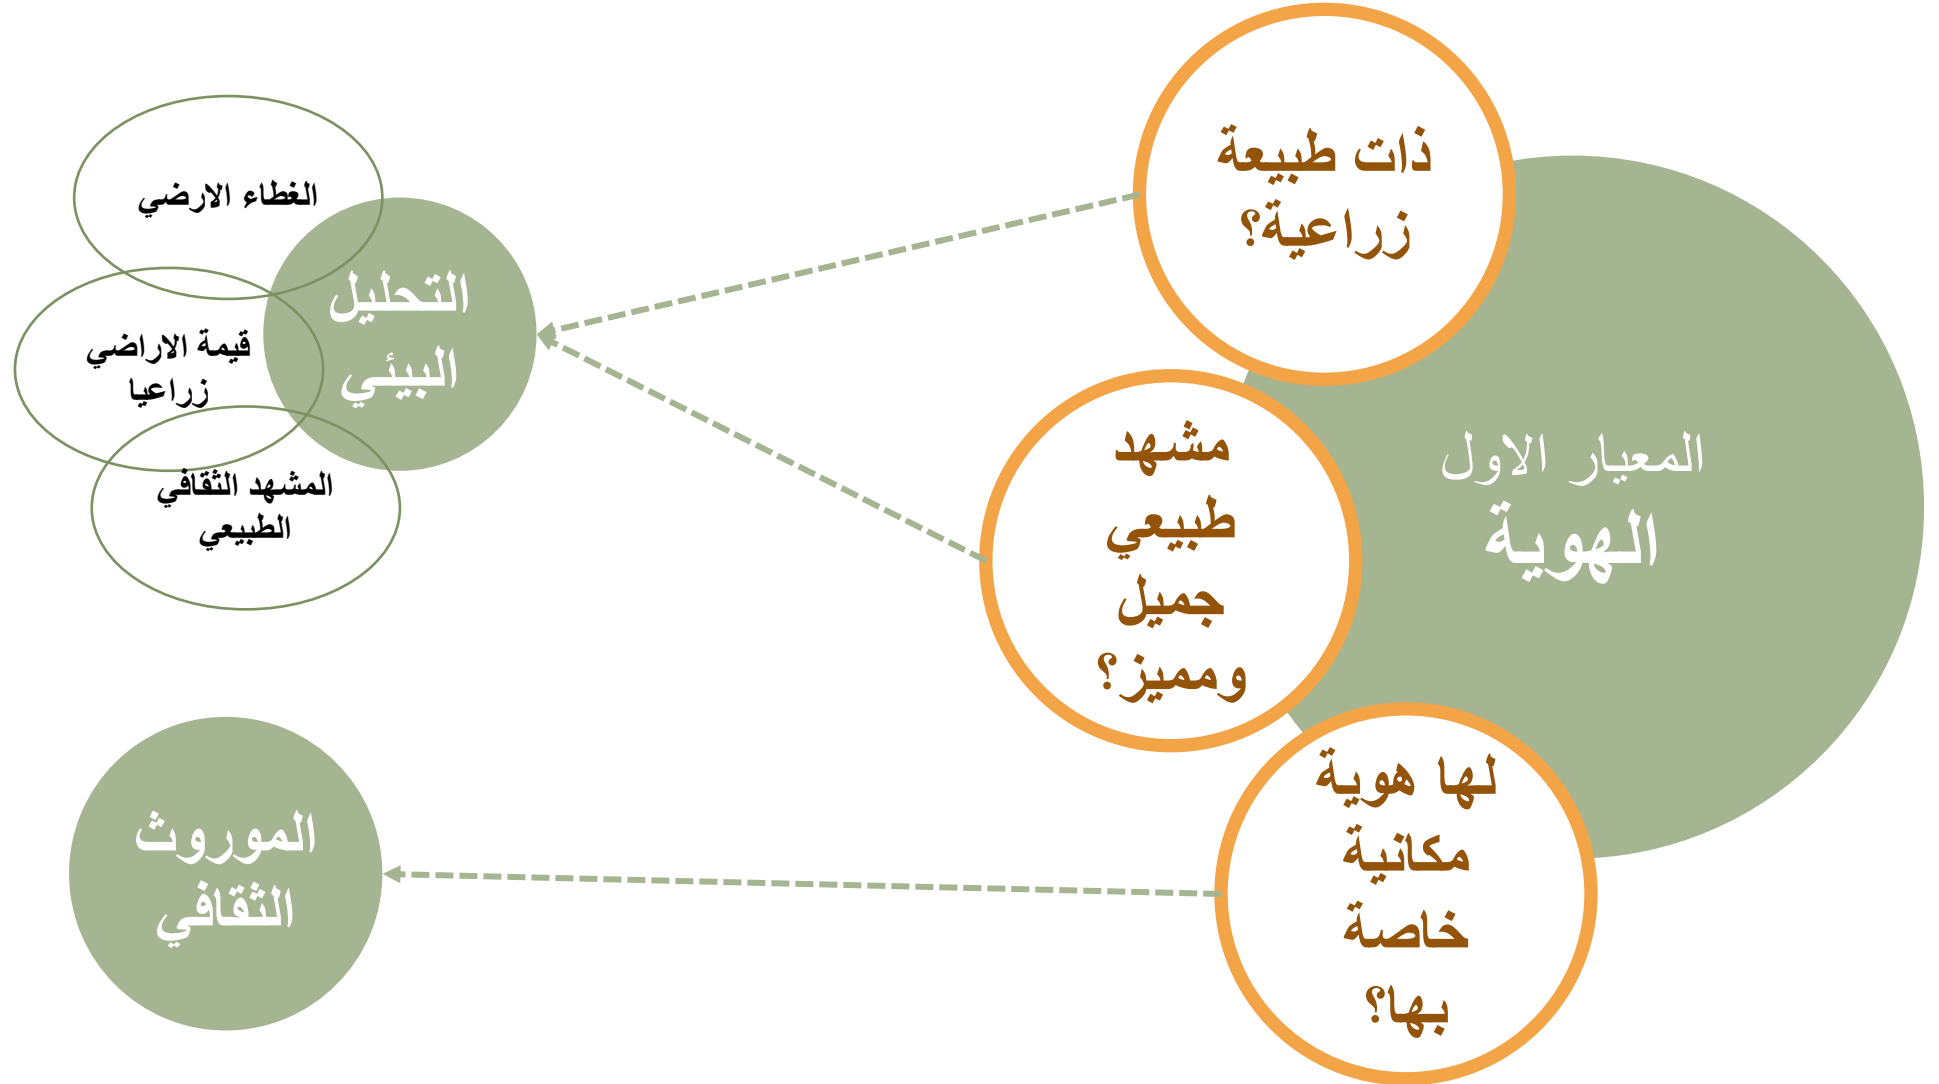 المعيار الاول
الهوية
ذات طبيعة
زراعية؟
مشهد
طبيعي
جميل
ومميز؟
لها هوية
مكانية
خاصة
بها؟
التحليل
البيئي
الغطاء الارضي
قيمة الاراضي
زراعيا
المشهد الثقافي
الطبيعي
الموروث
الثقافي